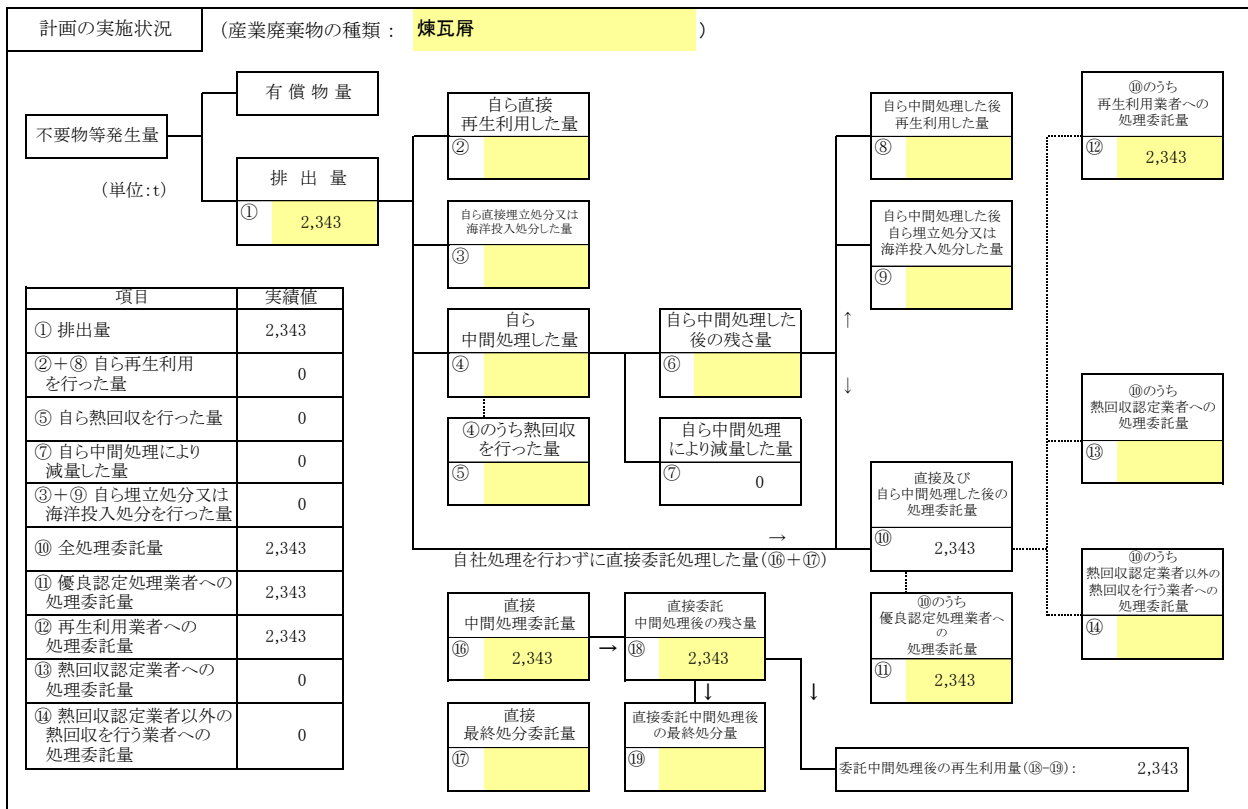 計画の実施状況
(産業廃棄物の種類： 煉瓦屑 )
有 償 物 量
不要物等発生量
(単位:t)
排 出 量
① 2,343
自ら直接
再生利用した量
②
自ら直接埋立処分又は
海洋投入処分した量
③
自ら
中間処理した量
④
④のうち熱回収
を行った量
⑤
自ら中間処理した
後の残さ量
⑥
自ら中間処理
により減量した量
⑦ 0
自ら中間処理した後
再生利用した量
⑧
自ら中間処理した後
自ら埋立処分又は
海洋投入処分した量
⑨
↑
↓
直接及び
自ら中間処理した後の
処理委託量
⑩ 2,343
⑩のうち
再生利用業者への
処理委託量
⑫ 2,343
⑩のうち
熱回収認定業者への
処理委託量
⑬
⑩のうち
熱回収認定業者以外の
熱回収を行う業者への
処理委託量
⑭
→
自社処理を行わずに直接委託処理した量(⑯+⑰)
直接
中間処理委託量
⑯ 2,343
→
直接委託
中間処理後の残さ量
⑱ 2,343
↓
↓
⑩のうち
優良認定処理業者へ
の
処理委託量
⑪ 2,343
直接
最終処分委託量
⑰
直接委託中間処理後
の最終処分量
⑲
委託中間処理後の再生利用量(⑱-⑲)： 2,343
項目 実績値
① 排出量 2,343
②+⑧ 自ら再生利用
を行った量 0
⑤ 自ら熱回収を行った量 0
⑦ 自ら中間処理により
減量した量 0
③+⑨ 自ら埋立処分又は
海洋投入処分を行った量 0
⑩ 全処理委託量 2,343
⑪ 優良認定処理業者への
処理委託量 2,343
⑫ 再生利用業者への
処理委託量 2,343
⑬ 熱回収認定業者への
処理委託量 0
⑭ 熱回収認定業者以外の
熱回収を行う業者への
処理委託量 0